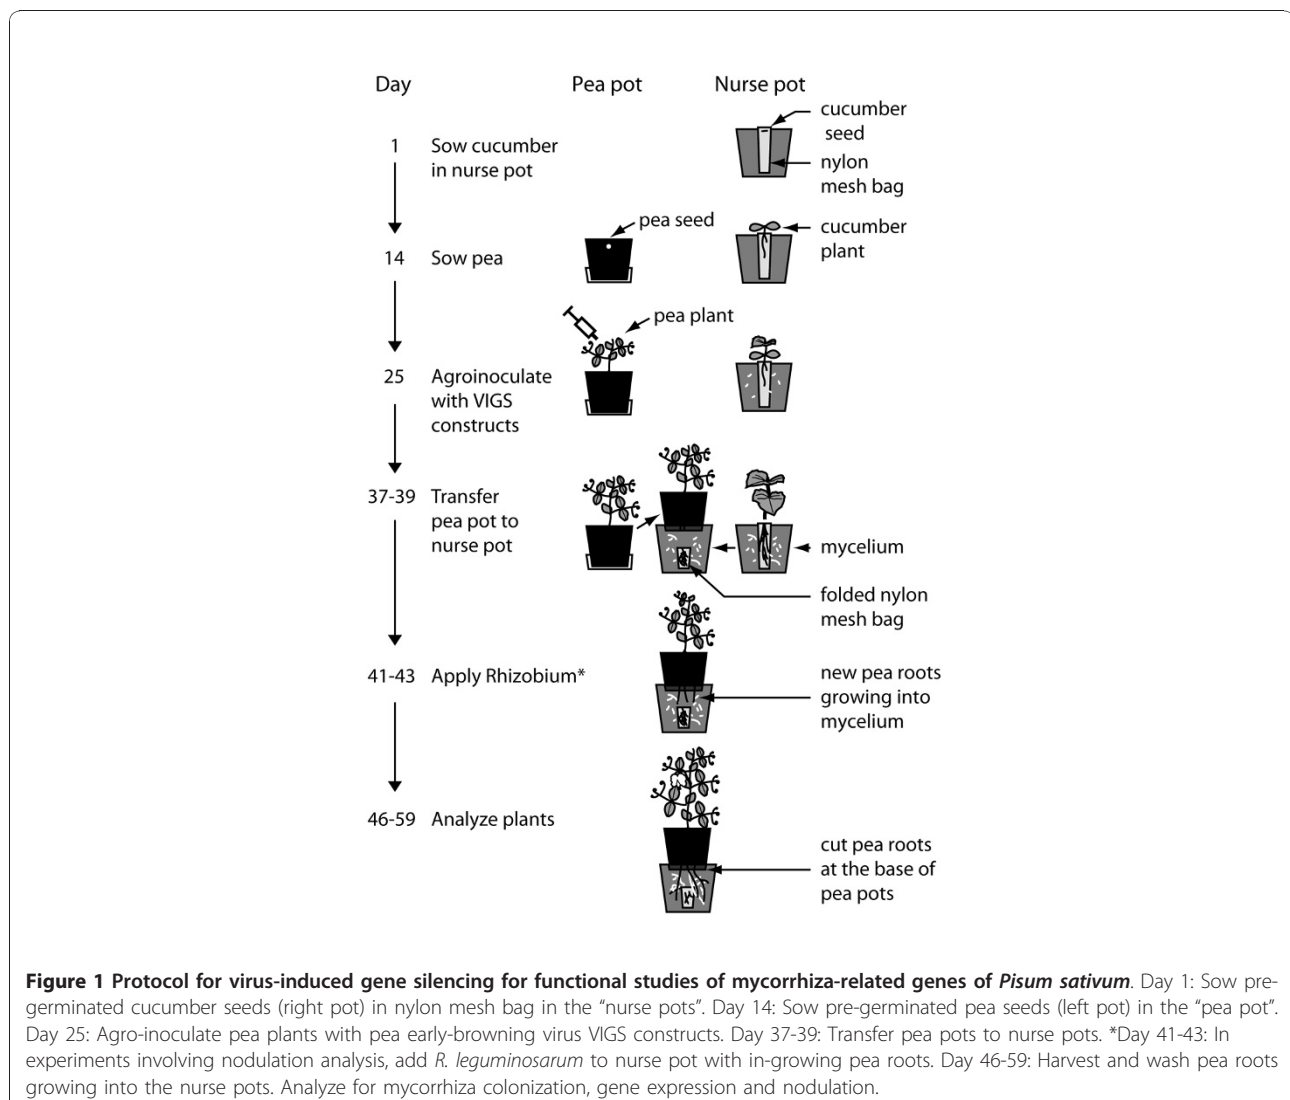 Day
Pea pot
Nurse pot
cucumber
seed
1
Sow cucumber
in nurse pot
nylon
mesh bag
pea seed
cucumber
plant
14
Sow pea
pea plant
25
Agroinoculate
with VIGS
constructs
37-39
Transfer
pea pot to
nurse pot
mycelium
folded nylon
mesh bag
41-43
Apply Rhizobium*
new pea roots
growing into
mycelium
46-59
Analyze plants
cut pea roots
at the base of
pea pots
Figure 1 Protocol for virus-induced gene silencing for functional studies of mycorrhiza-related genes of Pisum sativum. Day 1: Sow pre-
germinated cucumber seeds (right pot) in nylon mesh bag in the “nurse pots”. Day 14: Sow pre-germinated pea seeds (left pot) in the “pea pot”.
Day 25: Agro-inoculate pea plants with pea early-browning virus VIGS constructs. Day 37-39: Transfer pea pots to nurse pots. *Day 41-43: In
experiments involving nodulation analysis, add R. leguminosarum to nurse pot with in-growing pea roots. Day 46-59: Harvest and wash pea roots
growing into the nurse pots. Analyze for mycorrhiza colonization, gene expression and nodulation.